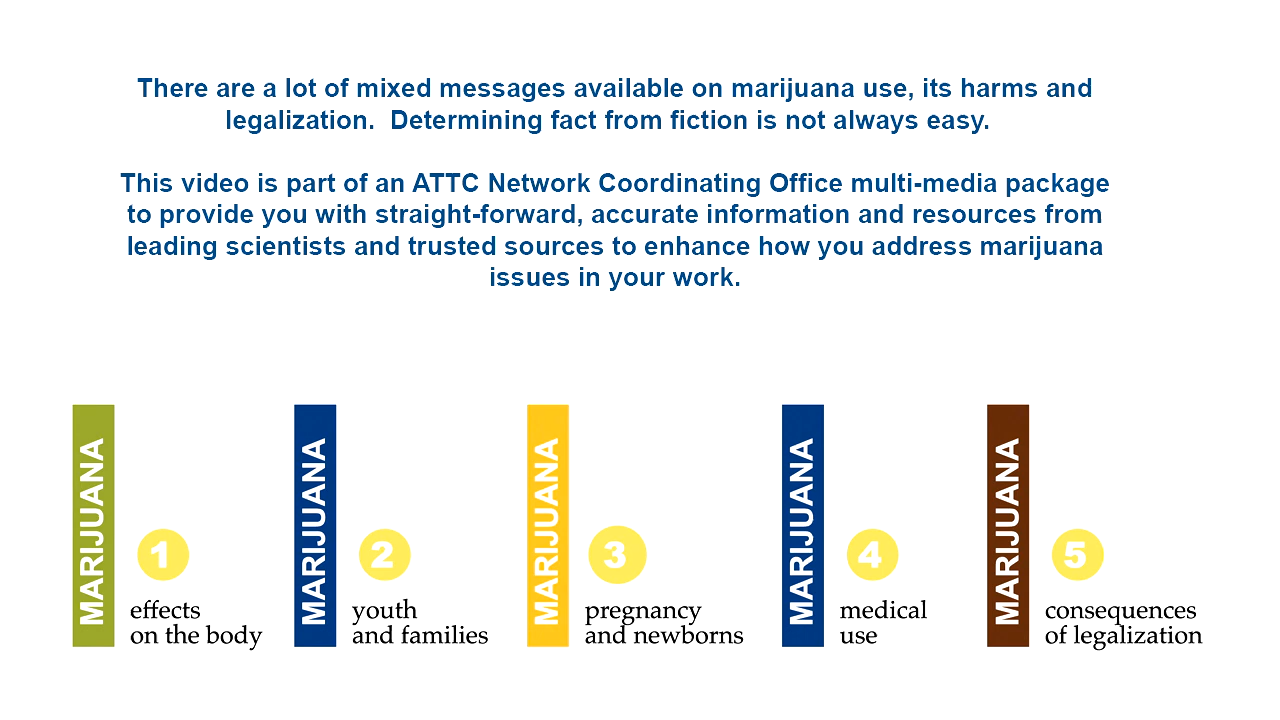 There are a lot of mixed messages available on marijuana use, its harms and
legalization.  Determining fact from fiction is not always easy.
This video is part of an ATTC Network Coordinating Office multi-media package
to provide you with straight-forward, accurate information and resources from
leading scientists and trusted sources to enhance how you address marijuana
issues in your work.
MARIJUANA
1
effects
on the body
MARIJUANA
2
youth
and families
MARIJUANA
3
pregnancy
and newborns
MARIJUANA
4
medical
use
MARIJUANA
5
consequences
of legalization